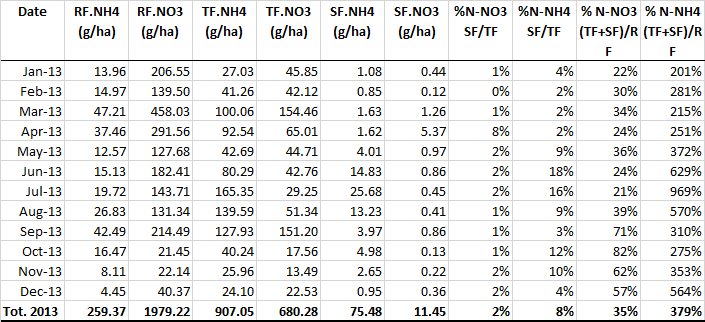 Date RF.NH4 (g/ha) RF.NO3 (g/ha) TF.NH4 (g/ha) TF.NO3 (g/ha) SF.NH4 (g/ha) SF.NO3 (g/ha) %N-NO3 SF/TF %N-NH4 SF/TF % N-NO3 (TF+SF)/RF % N-NH4 (TF+SF)/RF
Jan-13 13.96 206.55 27.03 45.85 1.08 0.44 1% 4% 22% 201%
Feb-13 14.97 139.50 41.26 42.12 0.85 0.12 0% 2% 30% 281%
Mar-13 47.21 458.03 100.06 154.46 1.63 1.26 1% 2% 34% 215%
Apr-13 37.46 291.56 92.54 65.01 1.62 5.37 8% 2% 24% 251%
May-13 12.57 127.68 42.69 44.71 4.01 0.97 2% 9% 36% 372%
Jun-13 15.13 182.41 80.29 42.76 14.83 0.86 2% 18% 24% 629%
Jul-13 19.72 143.71 165.35 29.25 25.68 0.45 2% 16% 21% 969%
Aug-13 26.83 131.34 139.59 51.34 13.23 0.41 1% 9% 39% 570%
Sep-13 42.49 214.49 127.93 151.20 3.97 0.86 1% 3% 71% 310%
Oct-13 16.47 21.45 40.24 17.56 4.98 0.13 1% 12% 82% 275%
Nov-13 8.11 22.14 25.96 13.49 2.65 0.22 2% 10% 62% 353%
Dec-13 4.45 40.37 24.10 22.53 0.95 0.36 2% 4% 57% 564%
Tot. 2013 259.37 1979.22 907.05 680.28 75.48 11.45 2% 8% 35% 379%